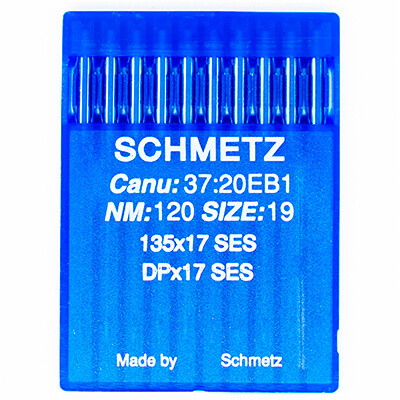 SCHMETZ
Canu: 37:20EB1
NM:120 SIZE:19
135x17 SES
DPx17 SES
Made by Schmetz